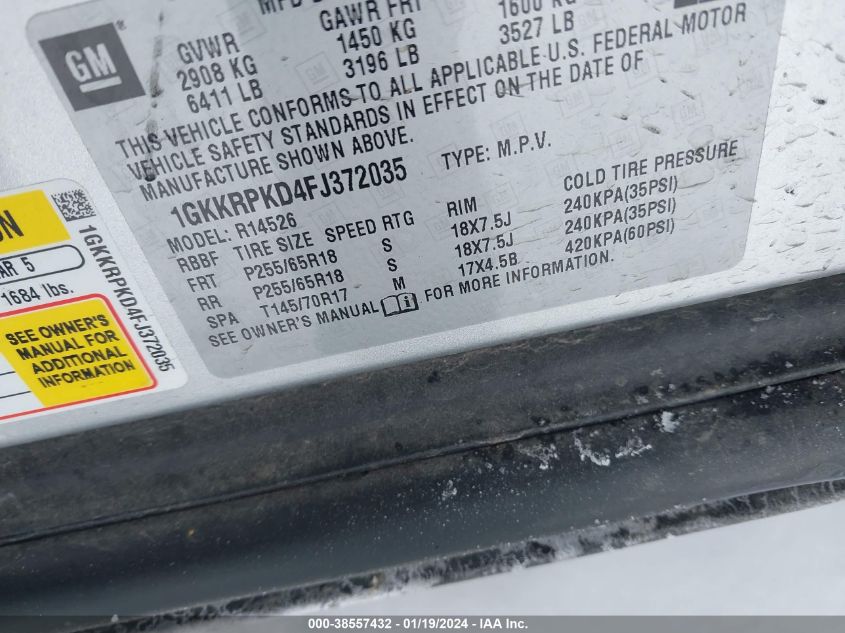 GM
GVWR
2908 KG
6411 LB
GAWR FRT
1450 KG
3196 LB
3527 LB
THIS VEHICLE CONFORMS TO ALL APPLICABLE U.S. FEDERAL MOTOR
VEHICLE SAFETY STANDARDS IN EFFECT ON THE DATE OF
MANUFACTURE SHOWN ABOVE.
1GKKRPKD4FJ372035 TYPE: M.P.V.
MODEL: R14526
RBBF TIRE SIZE SPEED RTG RIM COLD TIRE PRESSURE
FRT P255/65R18 S 18X7.5J 240KPA(35PSI)
RR P255/65R18 S 18X7.5J 240KPA(35PSI)
SPA T145/70R17 M 17X4.5B 420KPA(60PSI)
SEE OWNER'S MANUAL FOR MORE INFORMATION.
AR 5
1684 lbs.
SEE OWNER'S
MANUAL FOR
ADDITIONAL
INFORMATION
1GKKRPKD4FJ372035
000-38557432 - 01/19/2024 - IAA Inc.